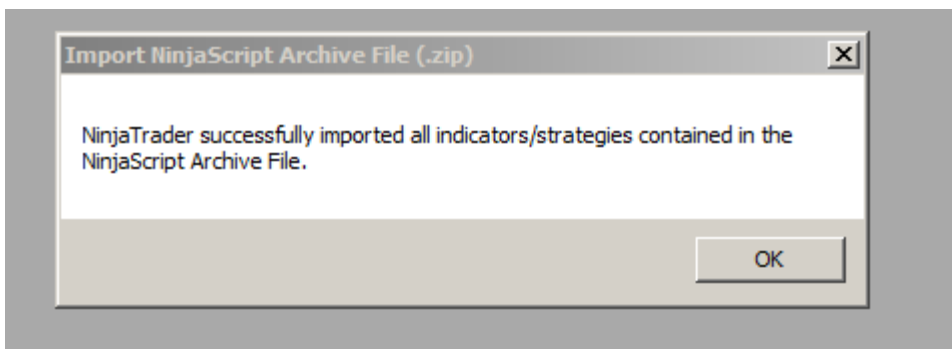 Import NinjaScript Archive File (.zip)
NinjaTrader successfully imported all indicators/strategies contained in the
NinjaScript Archive File.
OK